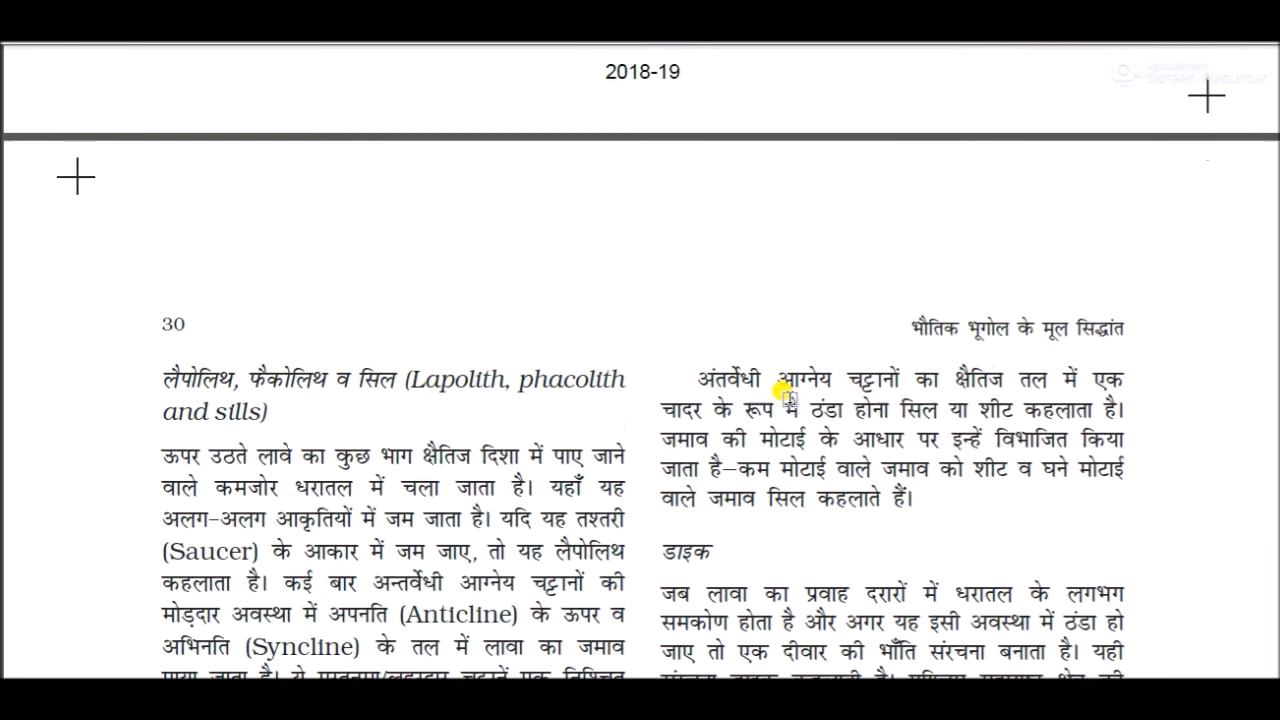 2018-19
Apowersoft
Screen Recorder
30
भौतिक भूगोल के मूल सिद्धांत
लैपोलिथ, फैकोलिथ व सिल (Lapolith, phacolith
and sills)
ऊपर उठते लावे का कुछ भाग क्षैतिज दिशा में पाए जाने
वाले कमजोर धरातल में चला जाता है। यहाँ यह
अलग-अलग आकृतियों में जम जाता है। यदि यह तश्तरी
(Saucer) के आकार में जम जाए, तो यह लैपोलिथ
कहलाता है। कई बार अन्तर्वेधी आग्नेय चट्टानों की
मोड़दार अवस्था में अपनति (Anticline) के ऊपर व
अभिनति (Syncline) के तल में लावा का जमाव
अंतर्वेधी आग्नेय चट्टानों का क्षैतिज तल में एक
चादर के रूप में ठंडा होना सिल या शीट कहलाता है।
जमाव की मोटाई के आधार पर इन्हें विभाजित किया
जाता है–कम मोटाई वाले जमाव को शीट व घने मोटाई
वाले जमाव सिल कहलाते हैं।
डाइक
जब लावा का प्रवाह दरारों में धरातल के लगभग
समकोण होता है और अगर यह इसी अवस्था में ठंडा हो
जाए तो एक दीवार की भाँति संरचना बनाता है। यही